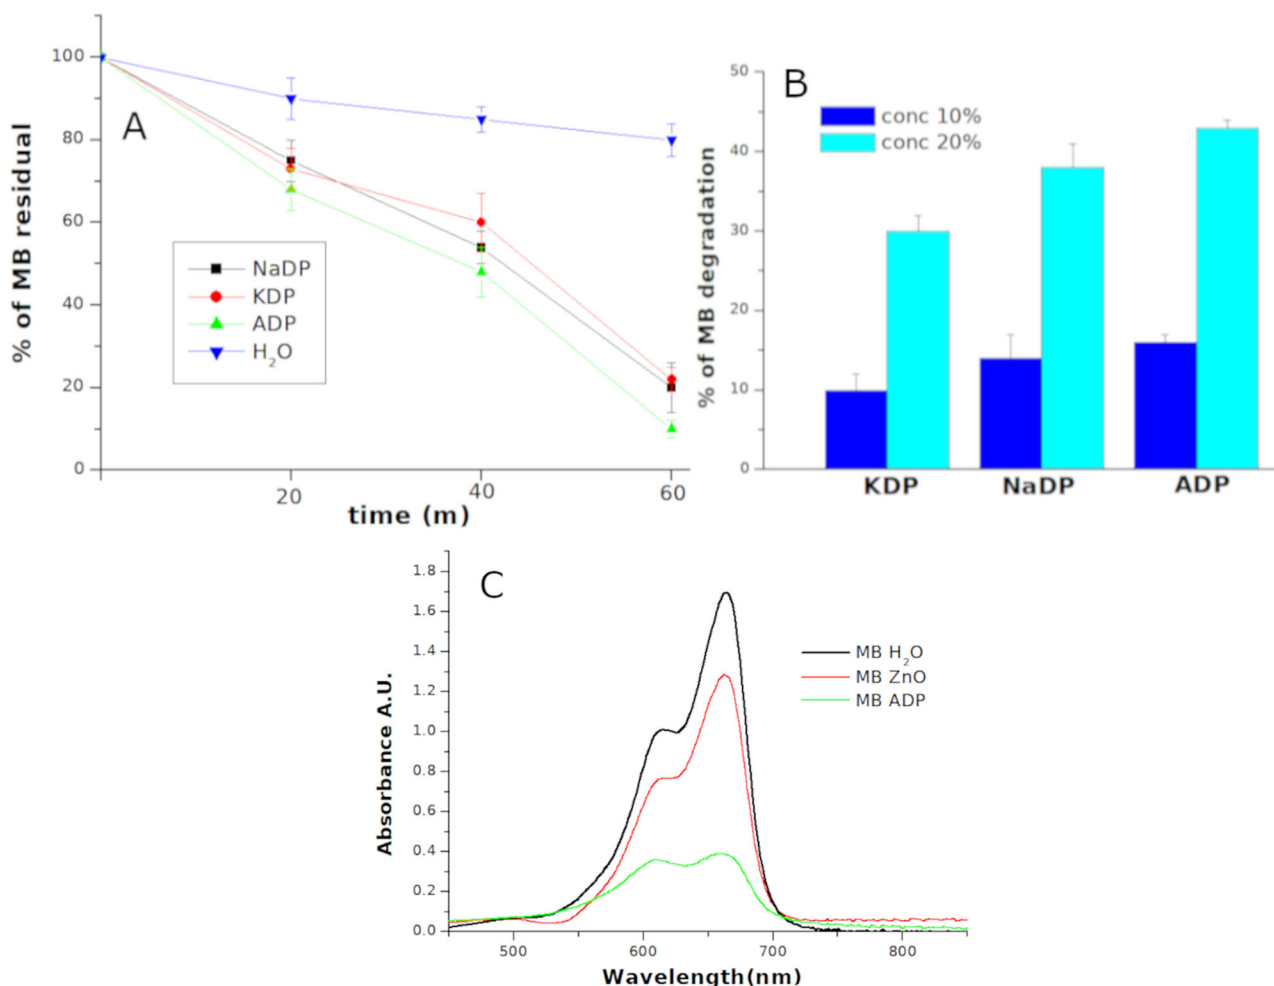 A
% of MB residual
100
80
60
40
20
0
NaDP
KDP
ADP
H₂O
20 40 60
time (m)
B
% of MB degradation
50
40
30
20
10
0
conc 10%
conc 20%
KDP NaDP ADP
C
Absorbance A.U.
1.8
1.6
1.4
1.2
1.0
0.8
0.6
0.4
0.2
0.0
MB H₂O
MB ZnO
MB ADP
500 600 700 800
Wavelength(nm)